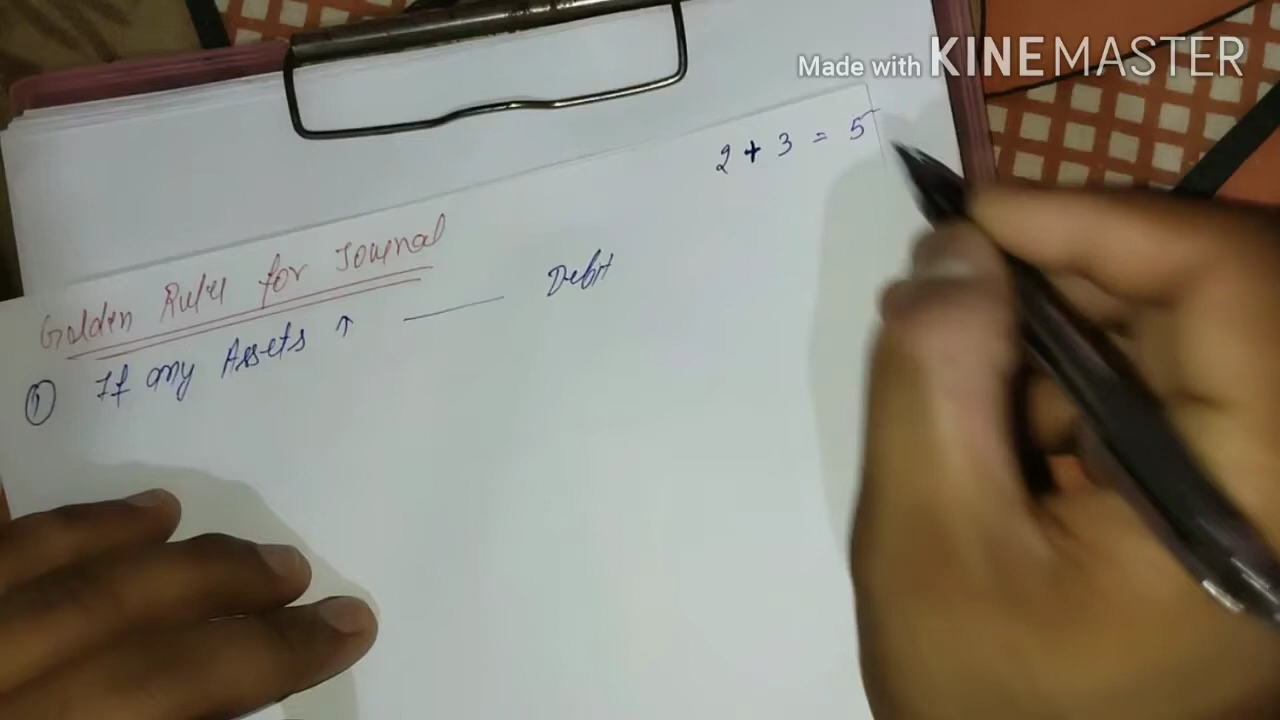 Made with KINEMASTER
2 + 3 = 5
Golden Rules for Journal
① If any Assets ↑ —— Debit